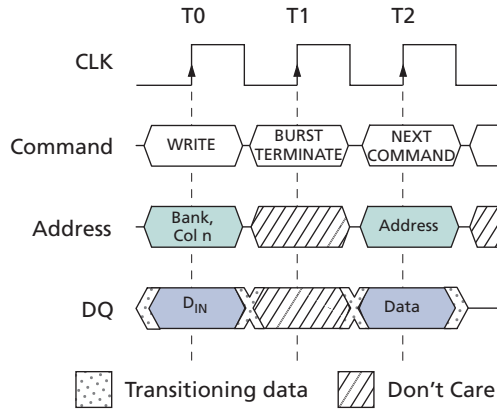 T0 T1 T2
CLK
Command WRITE BURST TERMINATE NEXT COMMAND
Address Bank, Col n Address
DQ DIN Data
Transitioning data Don't Care